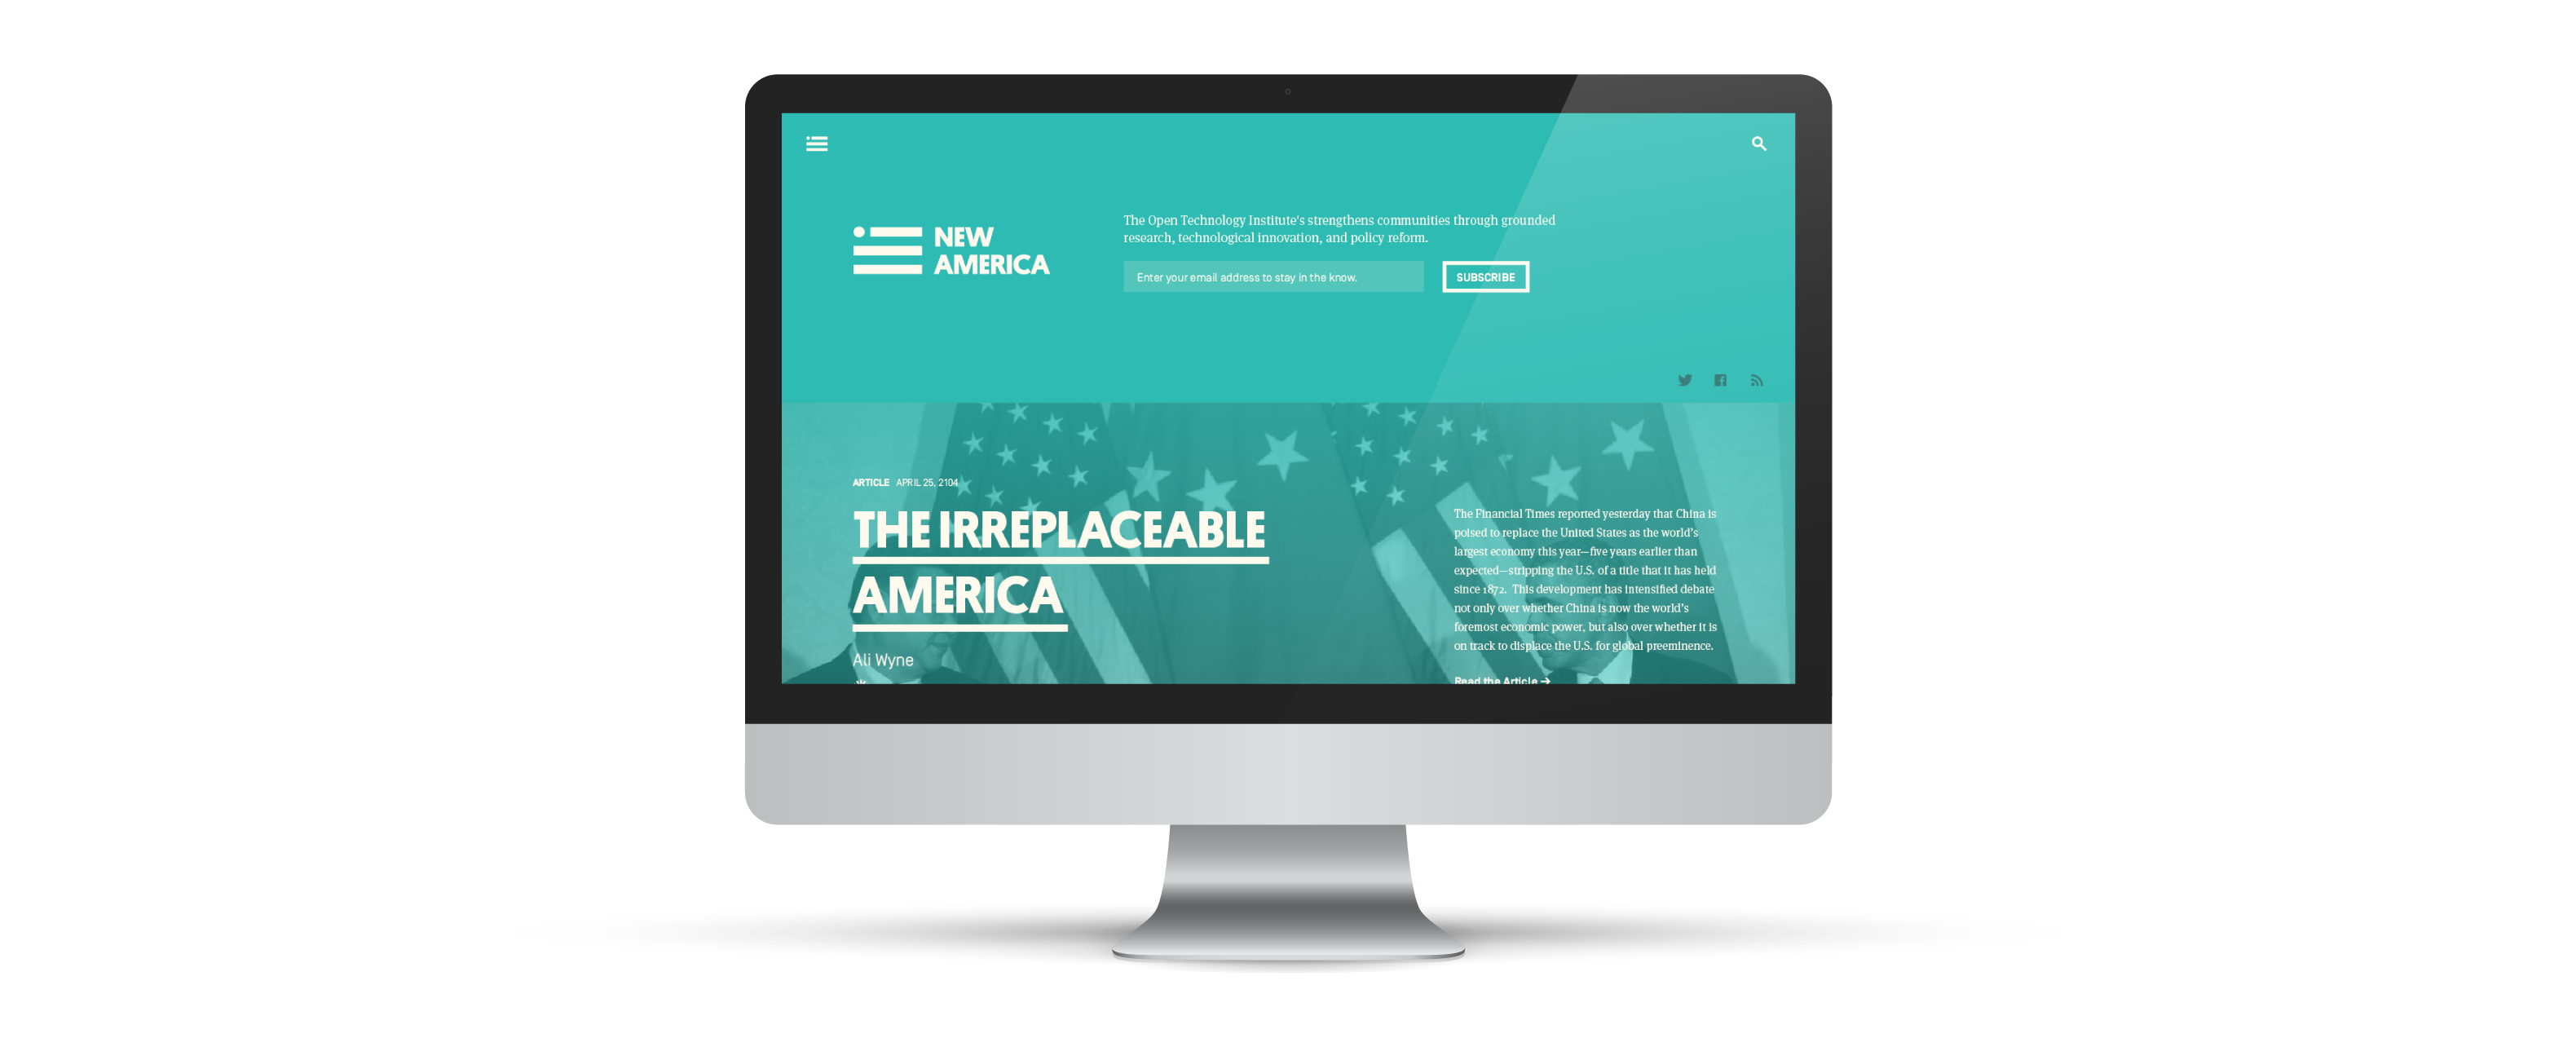 NEW
AMERICA
The Open Technology Institute's strengthens communities through grounded
research, technological innovation, and policy reform.
Enter your email address to stay in the know.
SUBSCRIBE
ARTICLE APRIL 25, 2104
THE IRREPLACEABLE
AMERICA
Ali Wyne
The Financial Times reported yesterday that China is
poised to replace the United States as the world's
largest economy this year—five years earlier than
expected—stripping the U.S. of a title that it has held
since 1872. This development has intensified debate
not only over whether China is now the world's
foremost economic power, but also over whether it is
on track to displace the U.S. for global preeminence.
Read the Article →